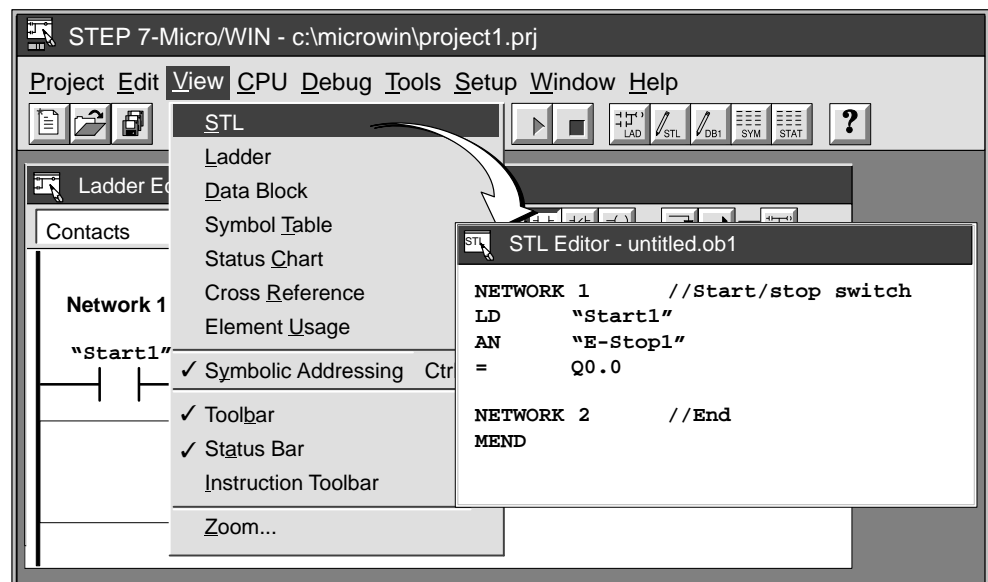 STEP 7-Micro/WIN - c:\microwin\project1.prj
Project Edit View CPU Debug Tools Setup Window Help
LAD STL DB1 SYM STAT ?
STL
Ladder
Data Block
Symbol Table
Status Chart
Cross Reference
Element Usage
✓ Symbolic Addressing Ctr
✓ Toolbar
✓ Status Bar
Instruction Toolbar
Zoom...
Ladder Ed
Contacts
Network 1
“Start1”
STL
STL Editor - untitled.ob1
NETWORK 1 //Start/stop switch
LD “Start1”
AN “E-Stop1”
= Q0.0
NETWORK 2 //End
MEND